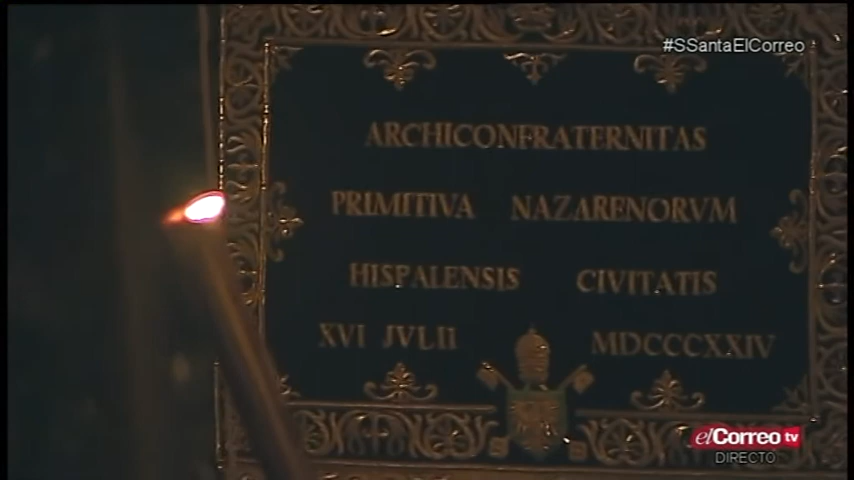 #SSantaElCorreo
ARCHICONFRATERNITAS
PRIMITIVA NAZARENORVM
HISPALENSIS CIVITATIS
XVI JVLII MDCCCXXIV
elCorreo tv
DIRECTO